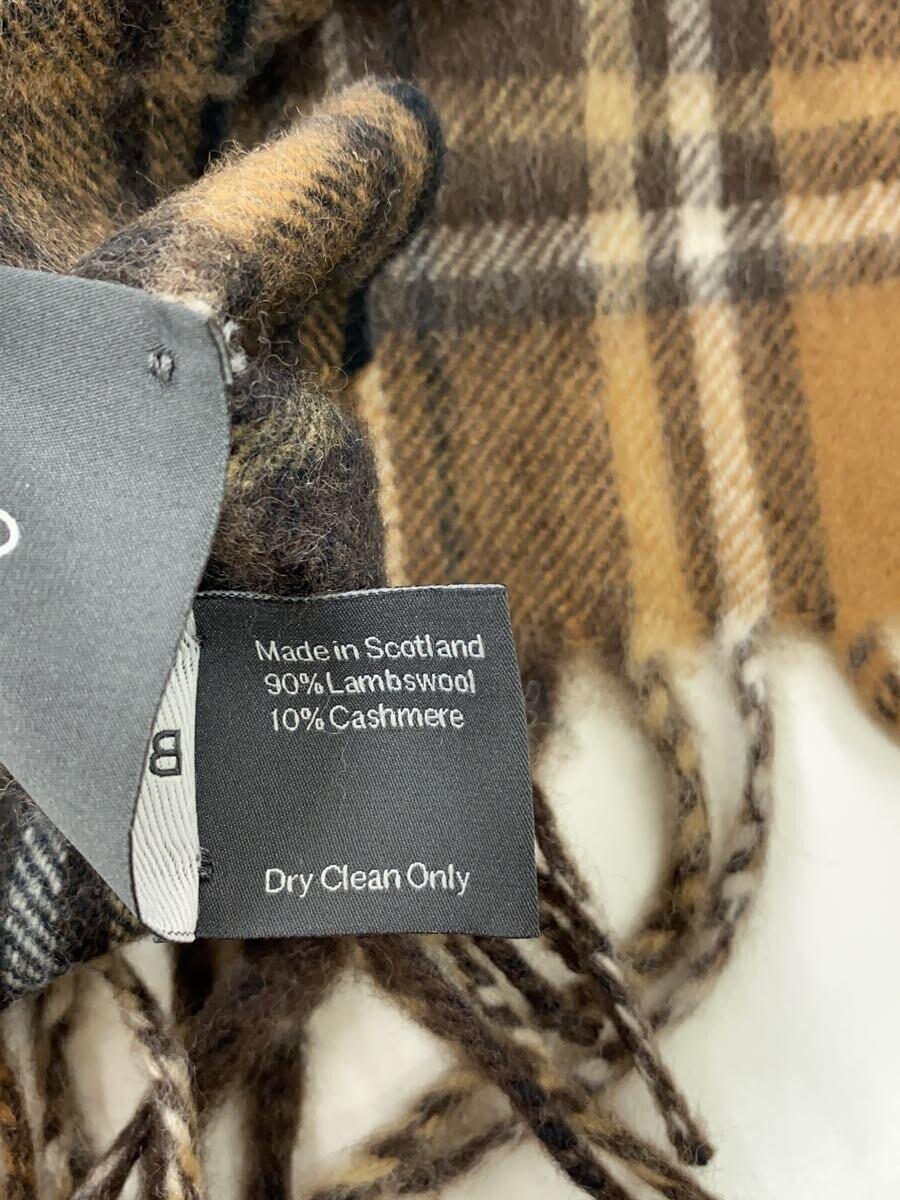 Made in Scotland
90% Lambswool
10% Cashmere
Dry Clean Only
B